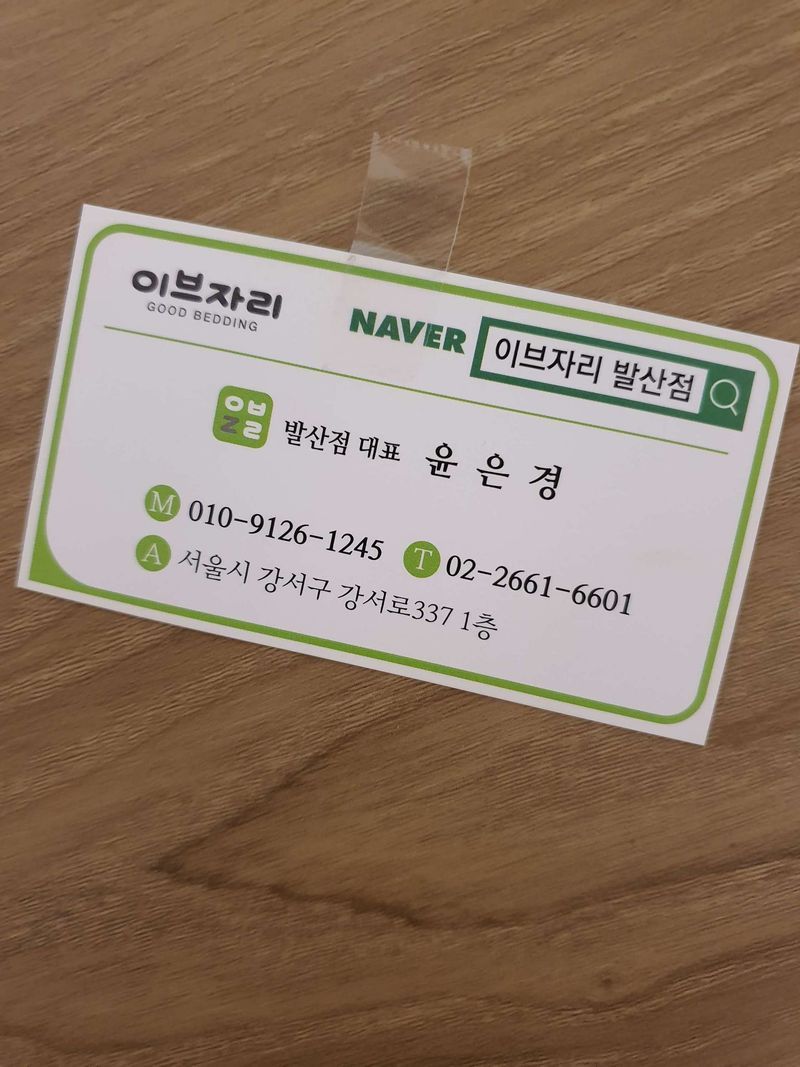 이브자리
GOOD BEDDING
NAVER 이브자리 발산점
발산점 대표 윤은경
M 010-9126-1245 T 02-2661-6601
A 서울시 강서구 강서로337 1층